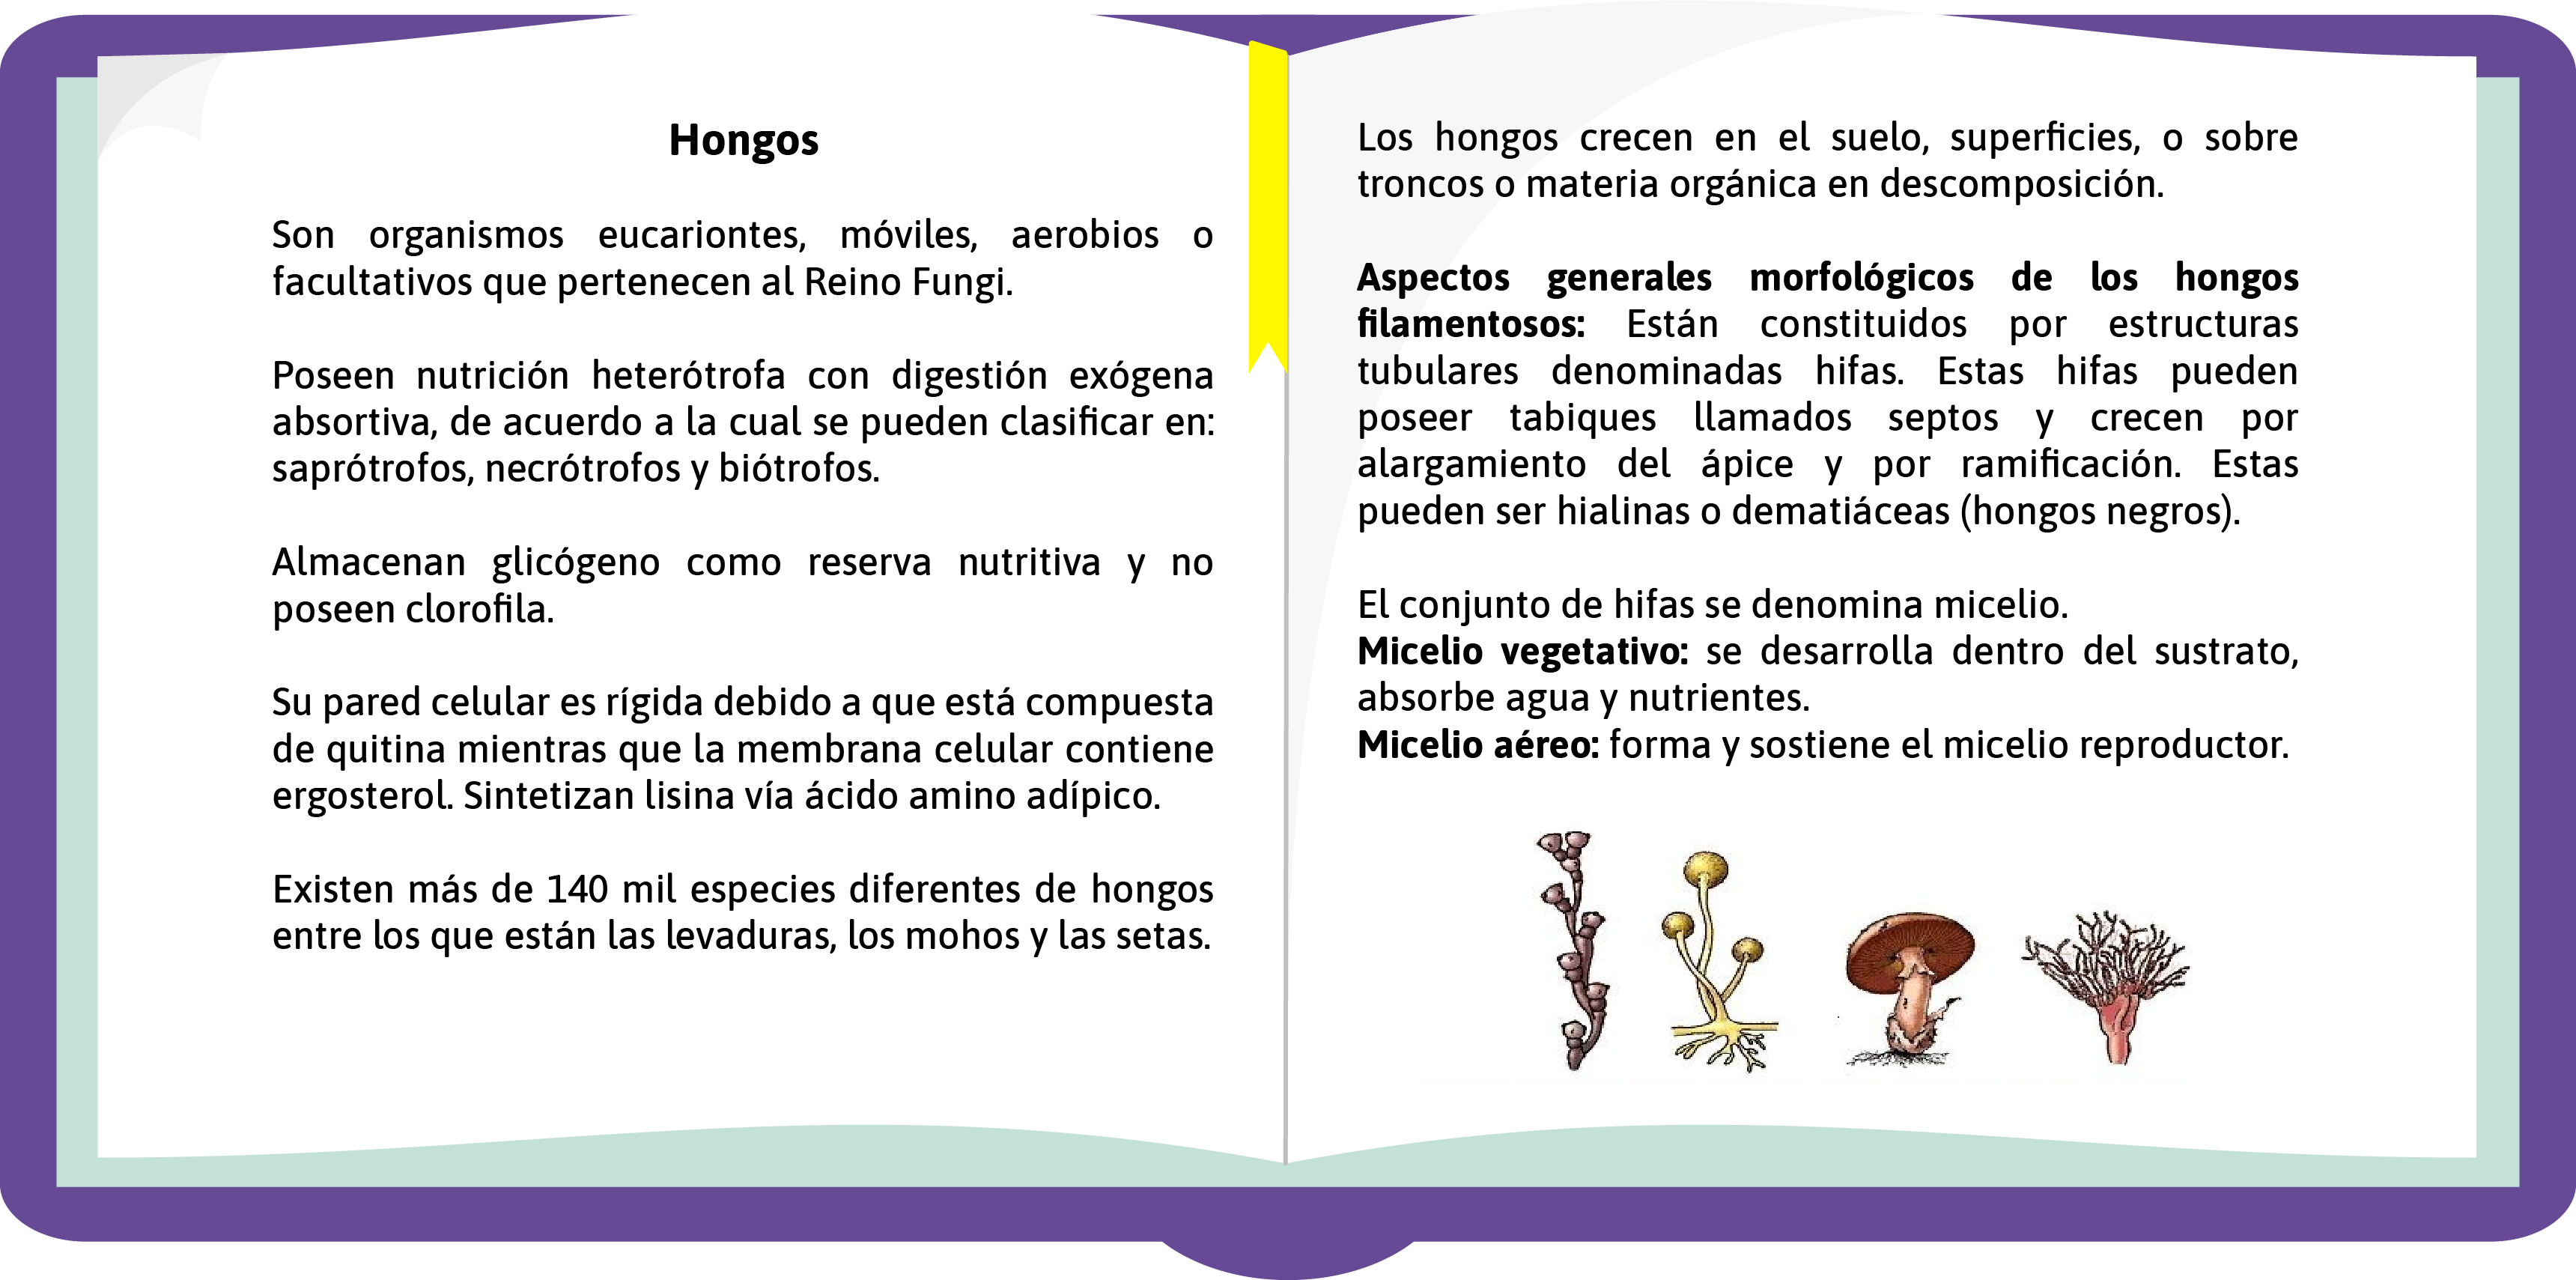 Hongos
Son organismos eucariontes, móviles, aerobios o
facultativos que pertenecen al Reino Fungi.
Poseen nutrición heterótrofa con digestión exógena
absortiva, de acuerdo a la cual se pueden clasificar en:
saprótrofos, necrótrofos y biótrofos.
Almacenan glicógeno como reserva nutritiva y no
poseen clorofila.
Su pared celular es rígida debido a que está compuesta
de quitina mientras que la membrana celular contiene
ergosterol. Sintetizan lisina vía ácido amino adípico.
Existen más de 140 mil especies diferentes de hongos
entre los que están las levaduras, los mohos y las setas.
Los hongos crecen en el suelo, superficies, o sobre
troncos o materia orgánica en descomposición.
Aspectos generales morfológicos de los hongos
filamentosos: Están constituidos por estructuras
tubulares denominadas hifas. Estas hifas pueden
poseer tabiques llamados septos y crecen por
alargamiento del ápice y por ramificación. Estas
pueden ser hialinas o dematiáceas (hongos negros).
El conjunto de hifas se denomina micelio.
Micelio vegetativo: se desarrolla dentro del sustrato,
absorbe agua y nutrientes.
Micelio aéreo: forma y sostiene el micelio reproductor.